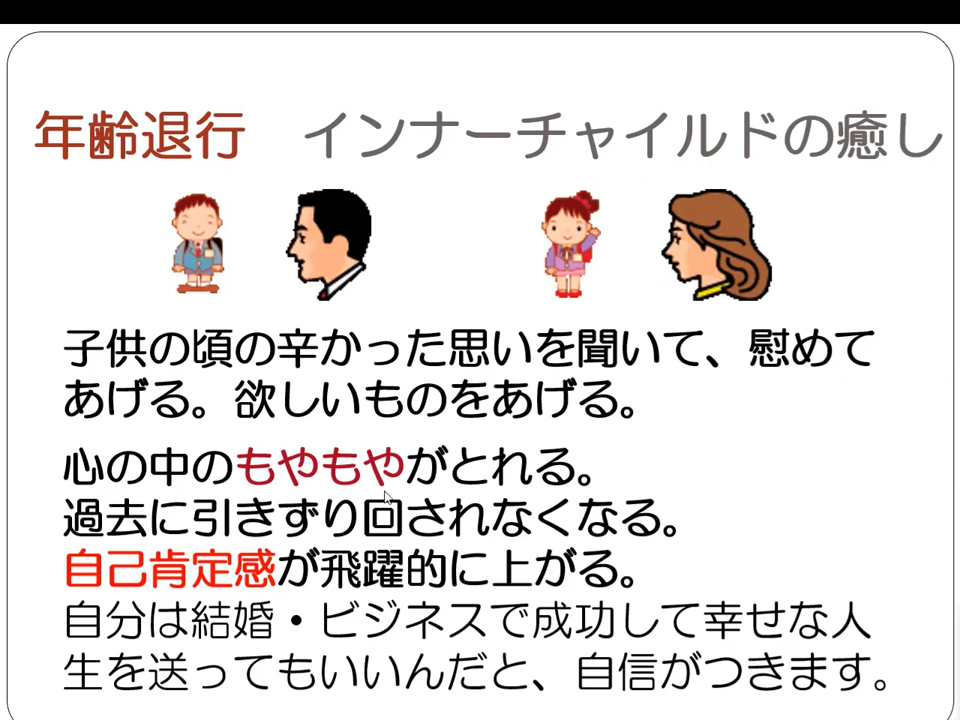 年齢退行　インナーチャイルドの癒し
子供の頃の辛かった思いを聞いて、慰めて
あげる。欲しいものをあげる。
心の中のもやもやがとれる。
過去に引きずり回されなくなる。
自己肯定感が飛躍的に上がる。
自分は結婚・ビジネスで成功して幸せな人
生を送ってもいいんだと、自信がつきます。